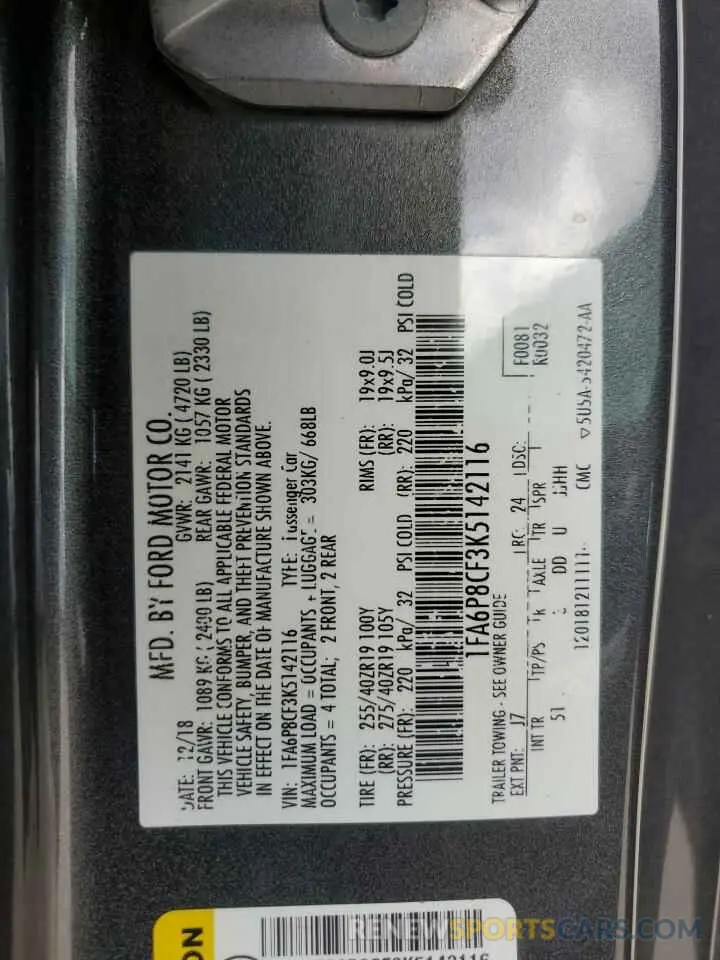 MFD. BY FORD MOTOR CO.
DATE: 12/18 GVWR: 2141 KG ( 4720 LB)
FRONT GAWR: 1089 KG ( 2400 LB) REAR GAWR: 1057 KG ( 2330 LB)
THIS VEHICLE CONFORMS TO ALL APPLICABLE FEDERAL MOTOR
VEHICLE SAFETY, BUMPER, AND THEFT PREVENTION STANDARDS
IN EFFECT ON THE DATE OF MANUFACTURE SHOWN ABOVE.
VIN: 1FA6P8CF3K5142116 TYPE: Passenger Car
MAXIMUM LOAD = OCCUPANTS + LUGGAGE = 303KG/ 668LB
OCCUPANTS = 4 TOTAL; 2 FRONT, 2 REAR
TIRE (FR): 255/40ZR19 100Y RIMS (FR): 19x9.0J
(RR): 275/40ZR19 105Y (RR): 19x9.5J
PRESSURE (FR): 220 kPa/ 32 PSI COLD (RR): 220 kPa/ 32 PSI COLD
1FA6P8CF3K5142116
TRAILER TOWING - SEE OWNER GUIDE
EXT PNT: J7 RC: 24 DSC:
F0081
R0032
INT TR TP/PS R AXLE TR SPR
51 DD U HH
CMC
▽5U5A-5420472-AA
ON
RENEWSPORTSCARS.COM